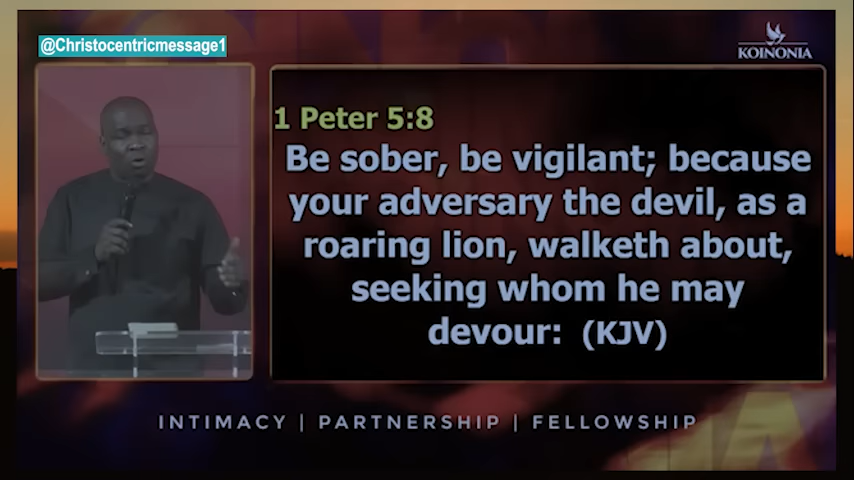 @Christocentricmessage1
KOINONIA
1 Peter 5:8
Be sober, be vigilant; because
your adversary the devil, as a
roaring lion, walketh about,
seeking whom he may
devour: (KJV)
INTIMACY | PARTNERSHIP | FELLOWSHIP